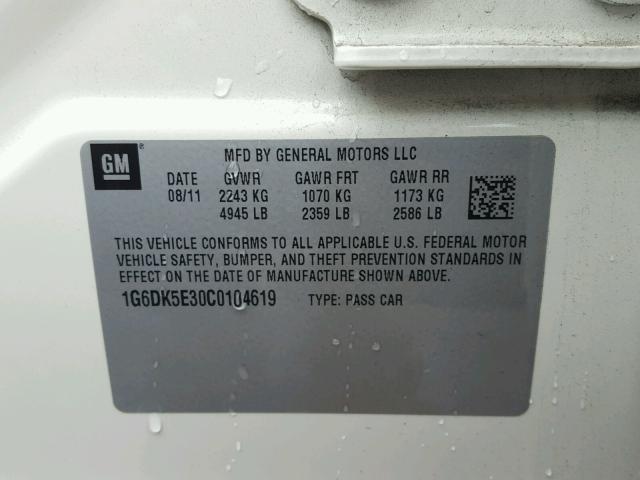 GM
MFD BY GENERAL MOTORS LLC
DATE GVWR GAWR FRT GAWR RR
08/11 2243 KG 1070 KG 1173 KG
4945 LB 2359 LB 2586 LB
THIS VEHICLE CONFORMS TO ALL APPLICABLE U.S. FEDERAL MOTOR
VEHICLE SAFETY, BUMPER, AND THEFT PREVENTION STANDARDS IN
EFFECT ON THE DATE OF MANUFACTURE SHOWN ABOVE.
1G6DK5E30C0104619 TYPE: PASS CAR